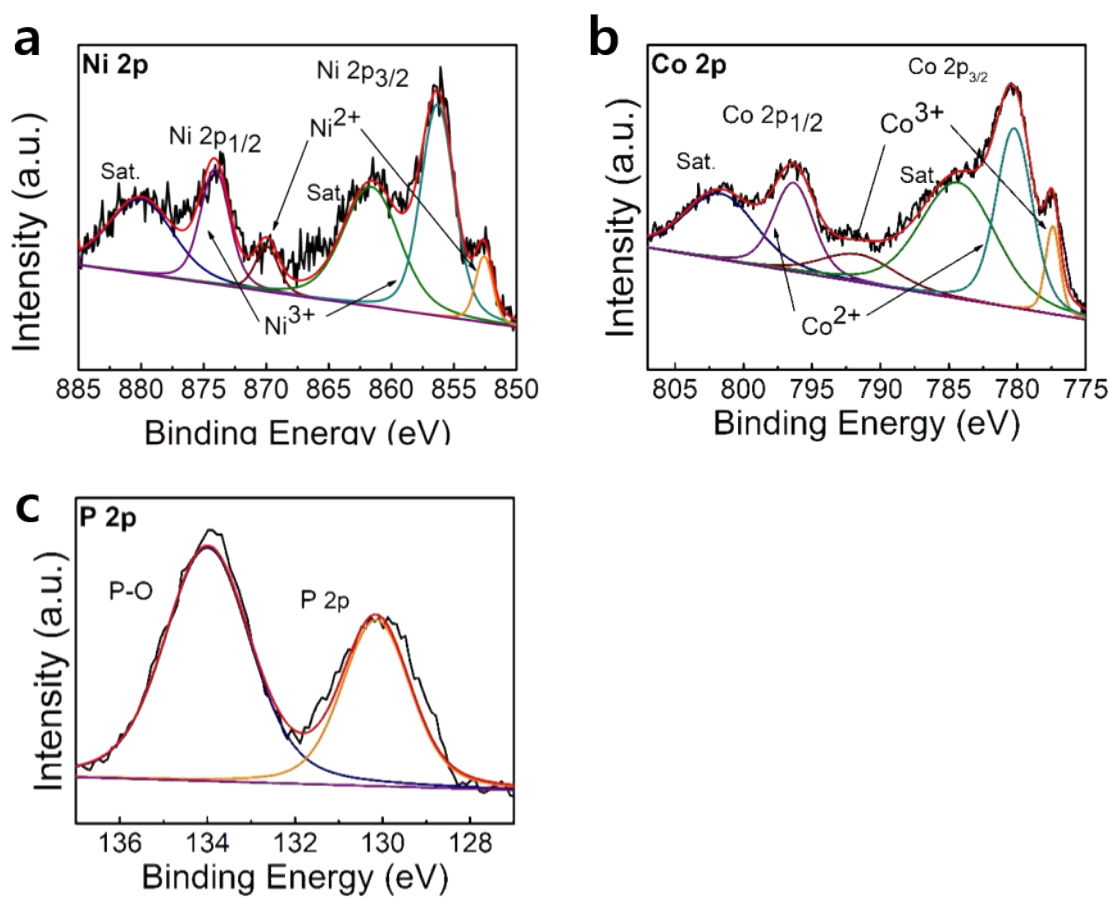 a
Ni 2p
Ni 2p3/2
Ni 2p1/2
Ni2+
Sat.
Sat.
Ni3+
Intensity (a.u.)
885 880 875 870 865 860 855 850
Binding Energy (eV)
b
Co 2p
Co 2p3/2
Co 2p1/2
Co3+
Sat.
Sat.
Co2+
Intensity (a.u.)
805 800 795 790 785 780 775
Binding Energy (eV)
c
P 2p
P-O
P 2p
Intensity (a.u.)
136 134 132 130 128
Binding Energy (eV)